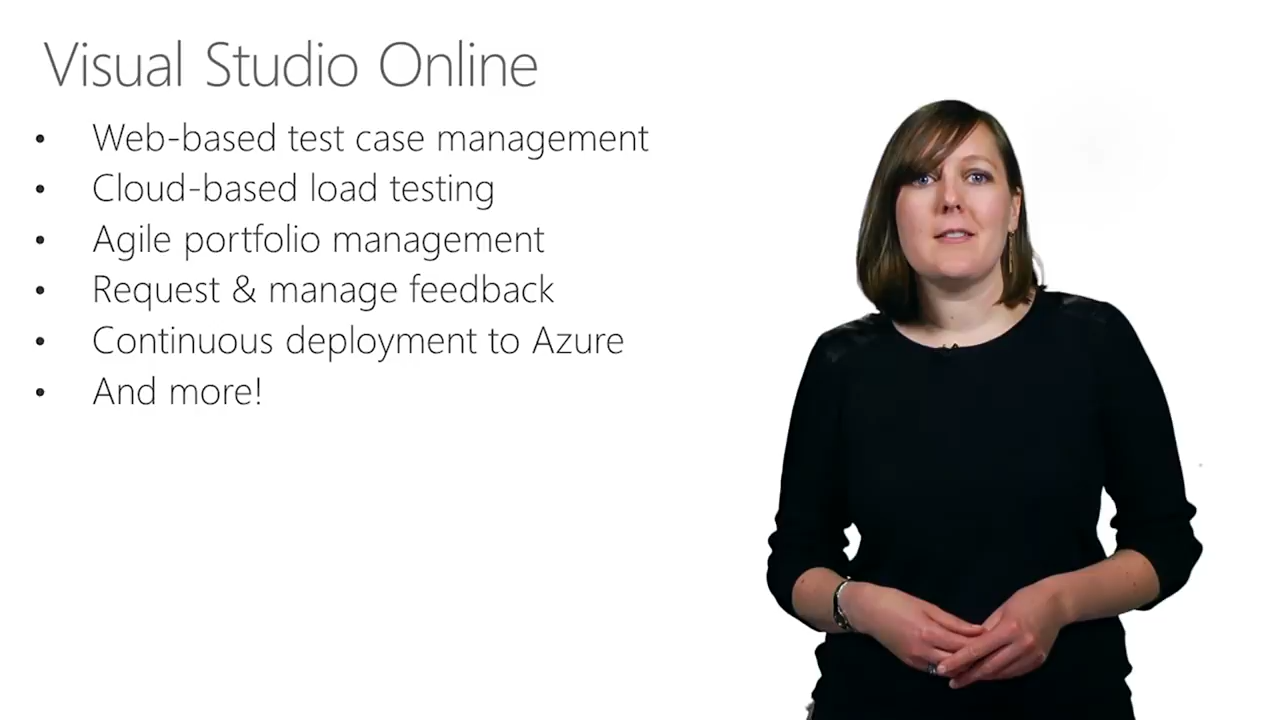 Visual Studio Online
• Web-based test case management
• Cloud-based load testing
• Agile portfolio management
• Request & manage feedback
• Continuous deployment to Azure
• And more!